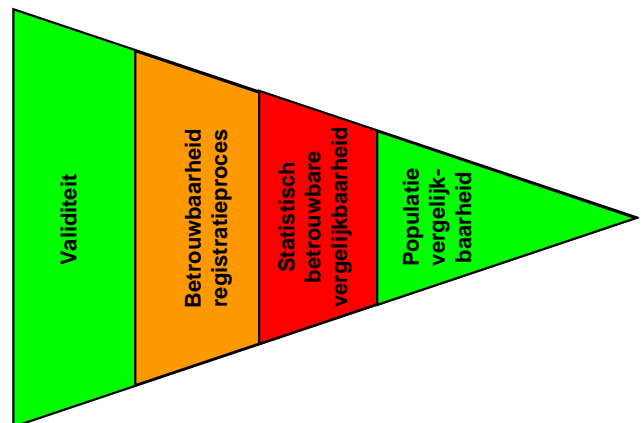 Validiteit
Betrouwbaarheid
registratieproces
Statistisch
betrouwbare
vergelijkbaarheid
Populatie
vergelijk-
baarheid